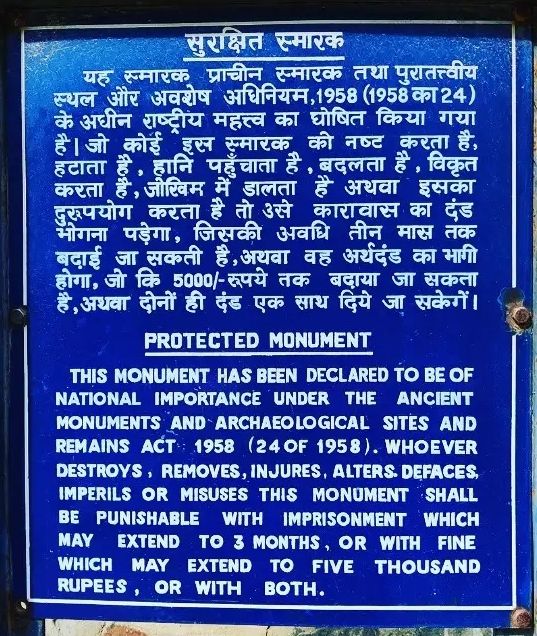 सुरक्षित स्मारक
यह स्मारक प्राचीन स्मारक तथा पुरातत्त्वीय
स्थल और अवशेष अधिनियम,1958 (1958 का 24)
के अधीन राष्ट्रीय महत्त्व का घोषित किया गया
है। जो कोई इस स्मारक को नष्ट करता है,
हटाता है, हानि पहुँचाता है, बदलता है, विकृत
करता है, जोखिम में डालता है अथवा इसका
दुरूपयोग करता है तो उसे कारावास का दंड
भोगना पड़ेगा, जिसकी अवधि तीन मास तक
बढ़ाई जा सकती है,अथवा वह अर्थदंड का भागी
होगा, जो कि 5000/-रूपये तक बढ़ाया जा सकता
है,अथवा दोनों ही दंड एक साथ दिये जा सकेगें।
PROTECTED MONUMENT
THIS MONUMENT HAS BEEN DECLARED TO BE OF
NATIONAL IMPORTANCE UNDER THE ANCIENT
MONUMENTS AND ARCHAEOLOGICAL SITES AND
REMAINS ACT 1958 (24 OF 1958). WHOEVER
DESTROYS, REMOVES, INJURES, ALTERS. DEFACES,
IMPERILS OR MISUSES THIS MONUMENT SHALL
BE PUNISHABLE WITH IMPRISONMENT WHICH
MAY EXTEND TO 3 MONTHS, OR WITH FINE
WHICH MAY EXTEND TO FIVE THOUSAND
RUPEES, OR WITH BOTH.